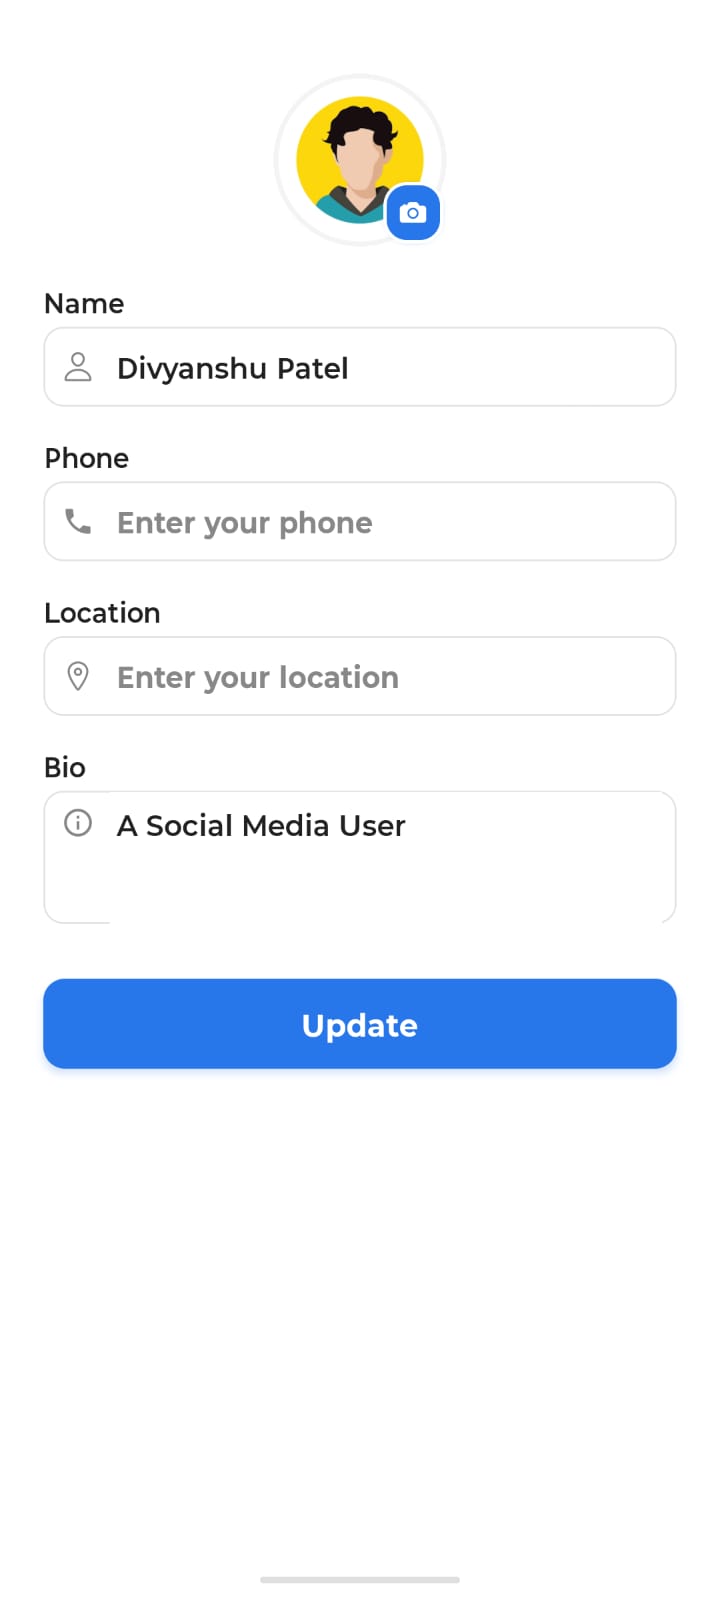 Name
Divyanshu Patel
Phone
Enter your phone
Location
Enter your location
Bio
A Social Media User
Update